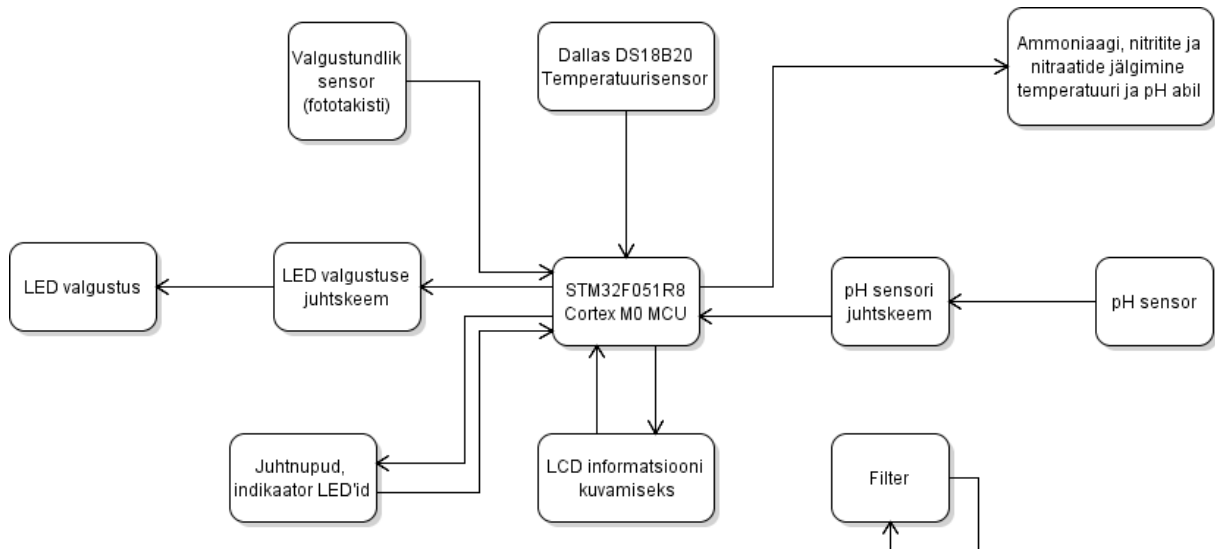 Valgustundlik
sensor
(fototakisti)
Dallas DS18B20
Temperatuurisensor
Ammoniaagi, nitritite ja
nitraatide jälgimine
temperatuuri ja pH abil
LED valgustus
LED valgustuse
juhtskeem
STM32F051R8
Cortex M0 MCU
pH sensori
juhtskeem
pH sensor
Juhtnupud,
indikaator LED'id
LCD informatsiooni
kuvamiseks
Filter